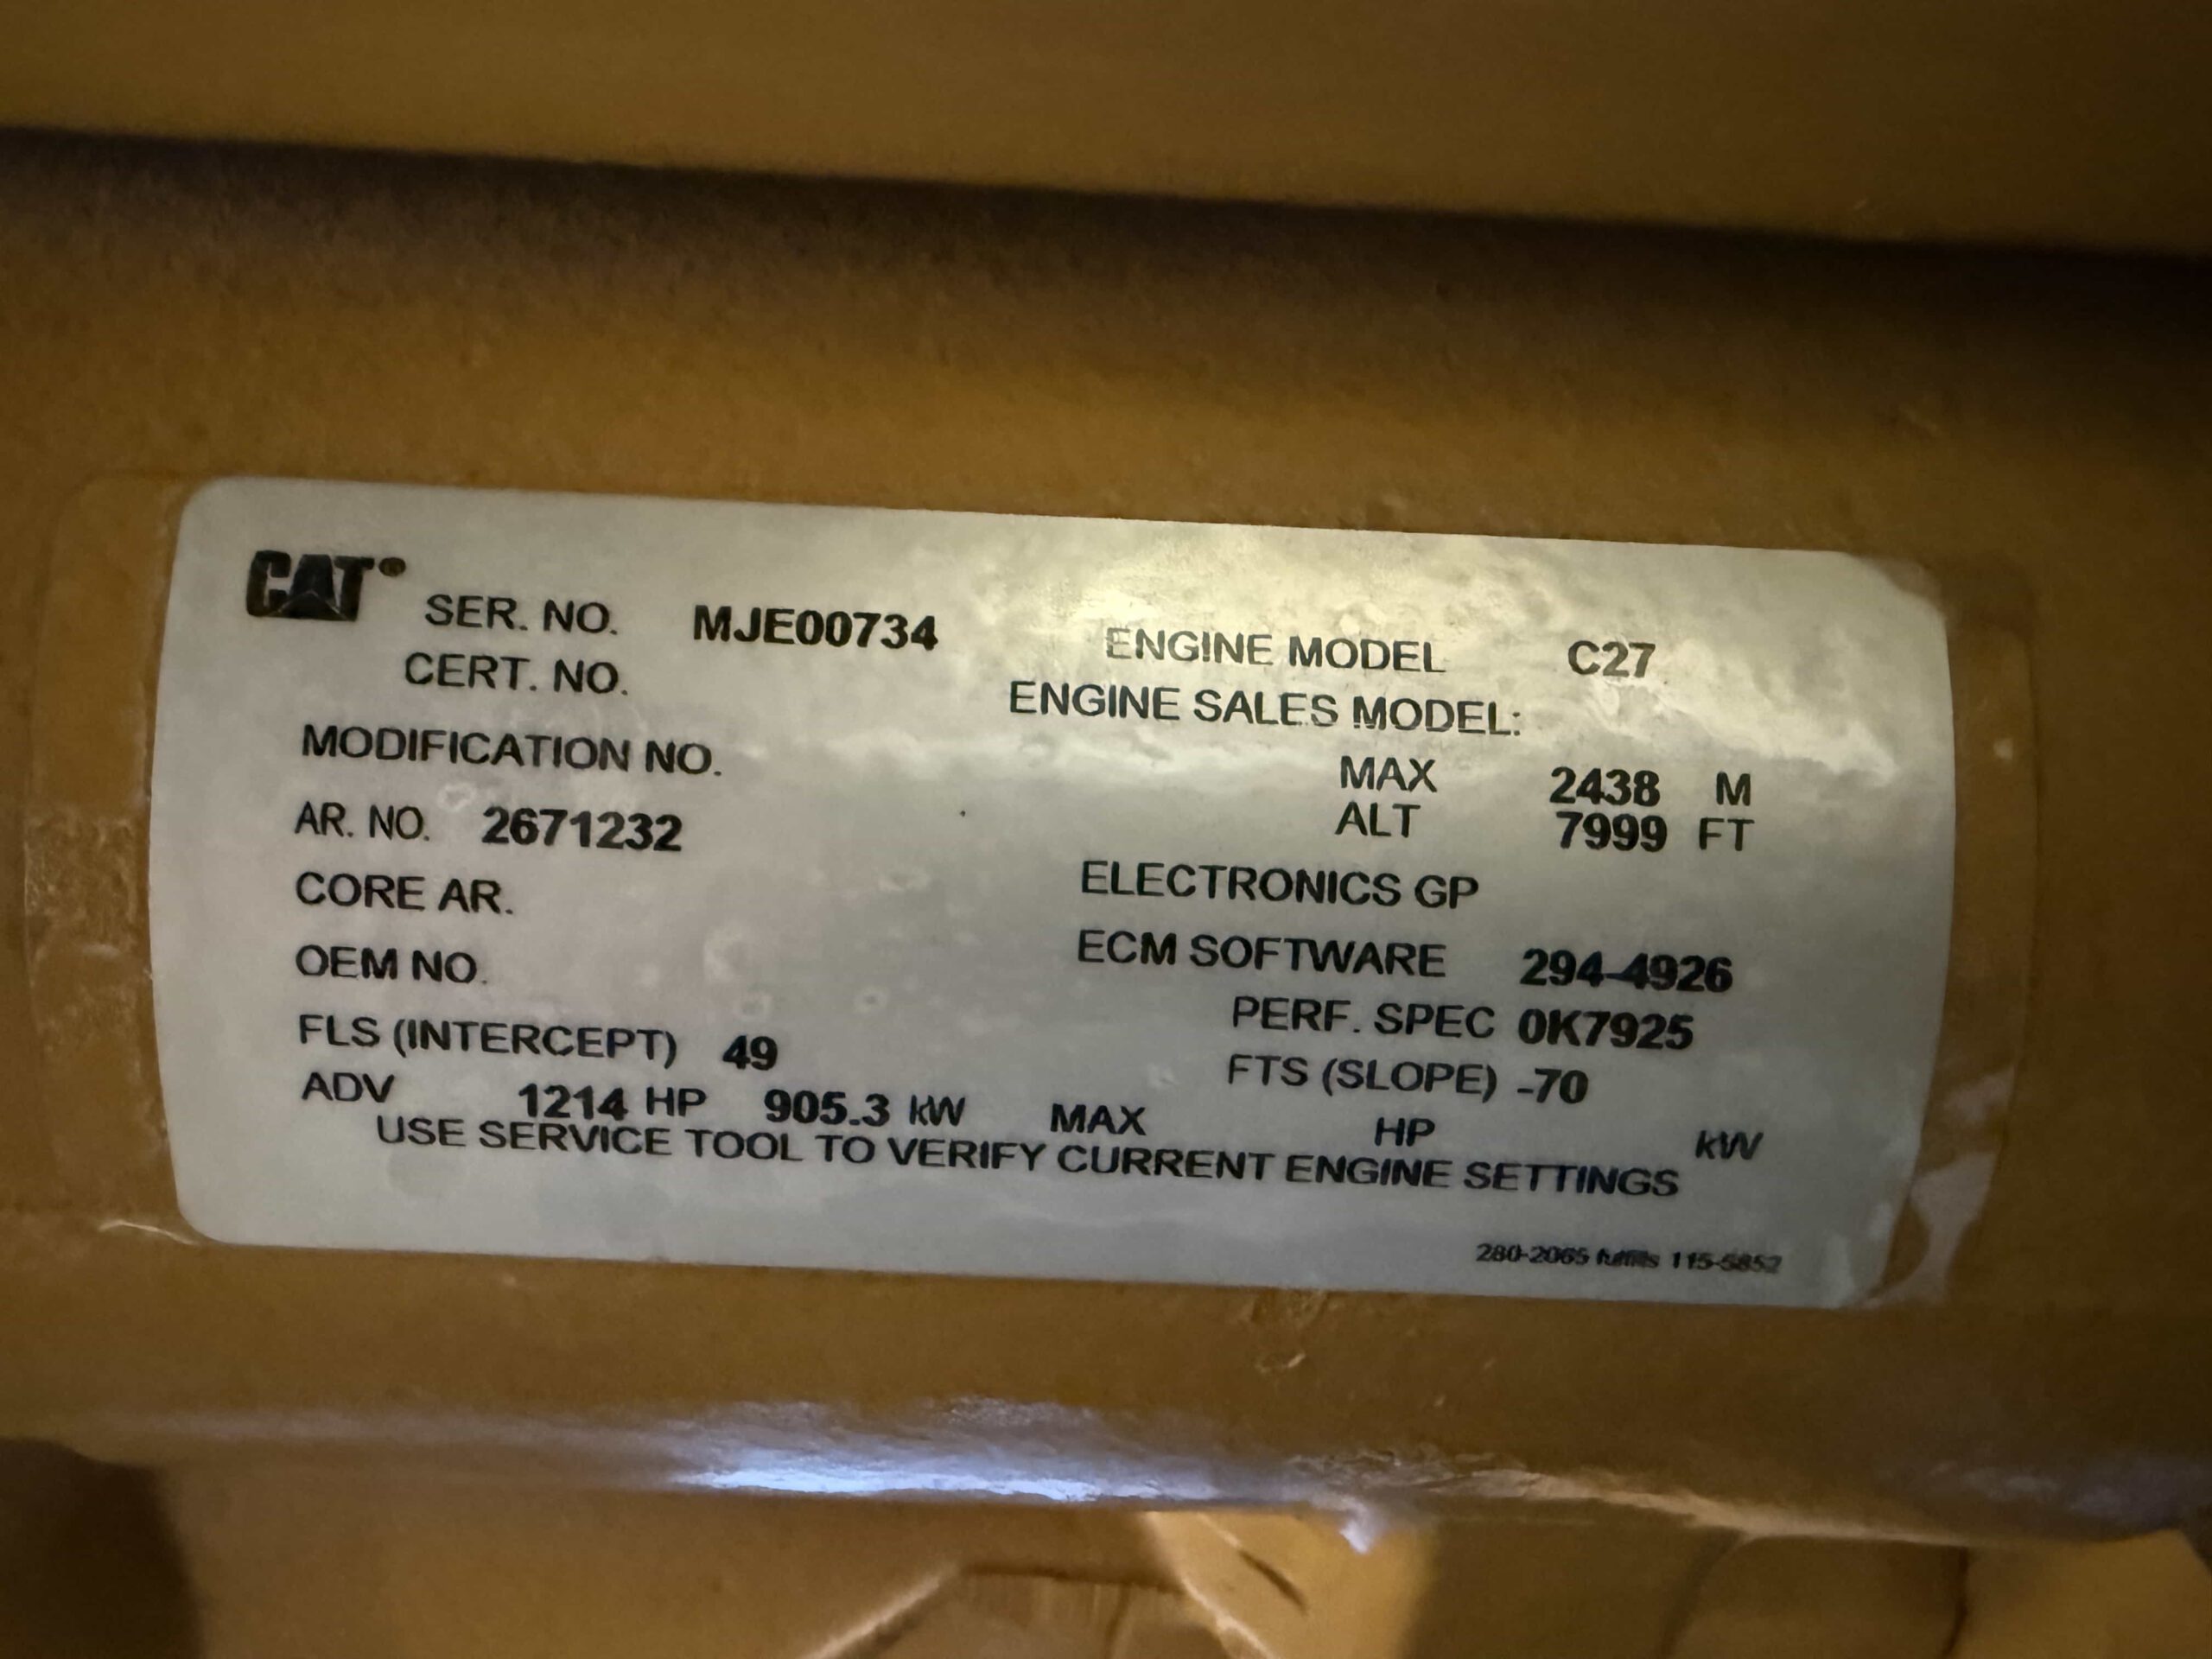 CAT® SER. NO. MJE00734 ENGINE MODEL C27
CERT. NO. ENGINE SALES MODEL:
MODIFICATION NO. MAX 2438 M
ALT 7999 FT
AR. NO. 2671232
CORE AR. ELECTRONICS GP
OEM NO. ECM SOFTWARE 294-4926
PERF. SPEC 0K7925
FLS (INTERCEPT) 49 FTS (SLOPE) -70
ADV 1214 HP 905.3 kW MAX HP kW
USE SERVICE TOOL TO VERIFY CURRENT ENGINE SETTINGS
280-2065 fulfills 115-5852